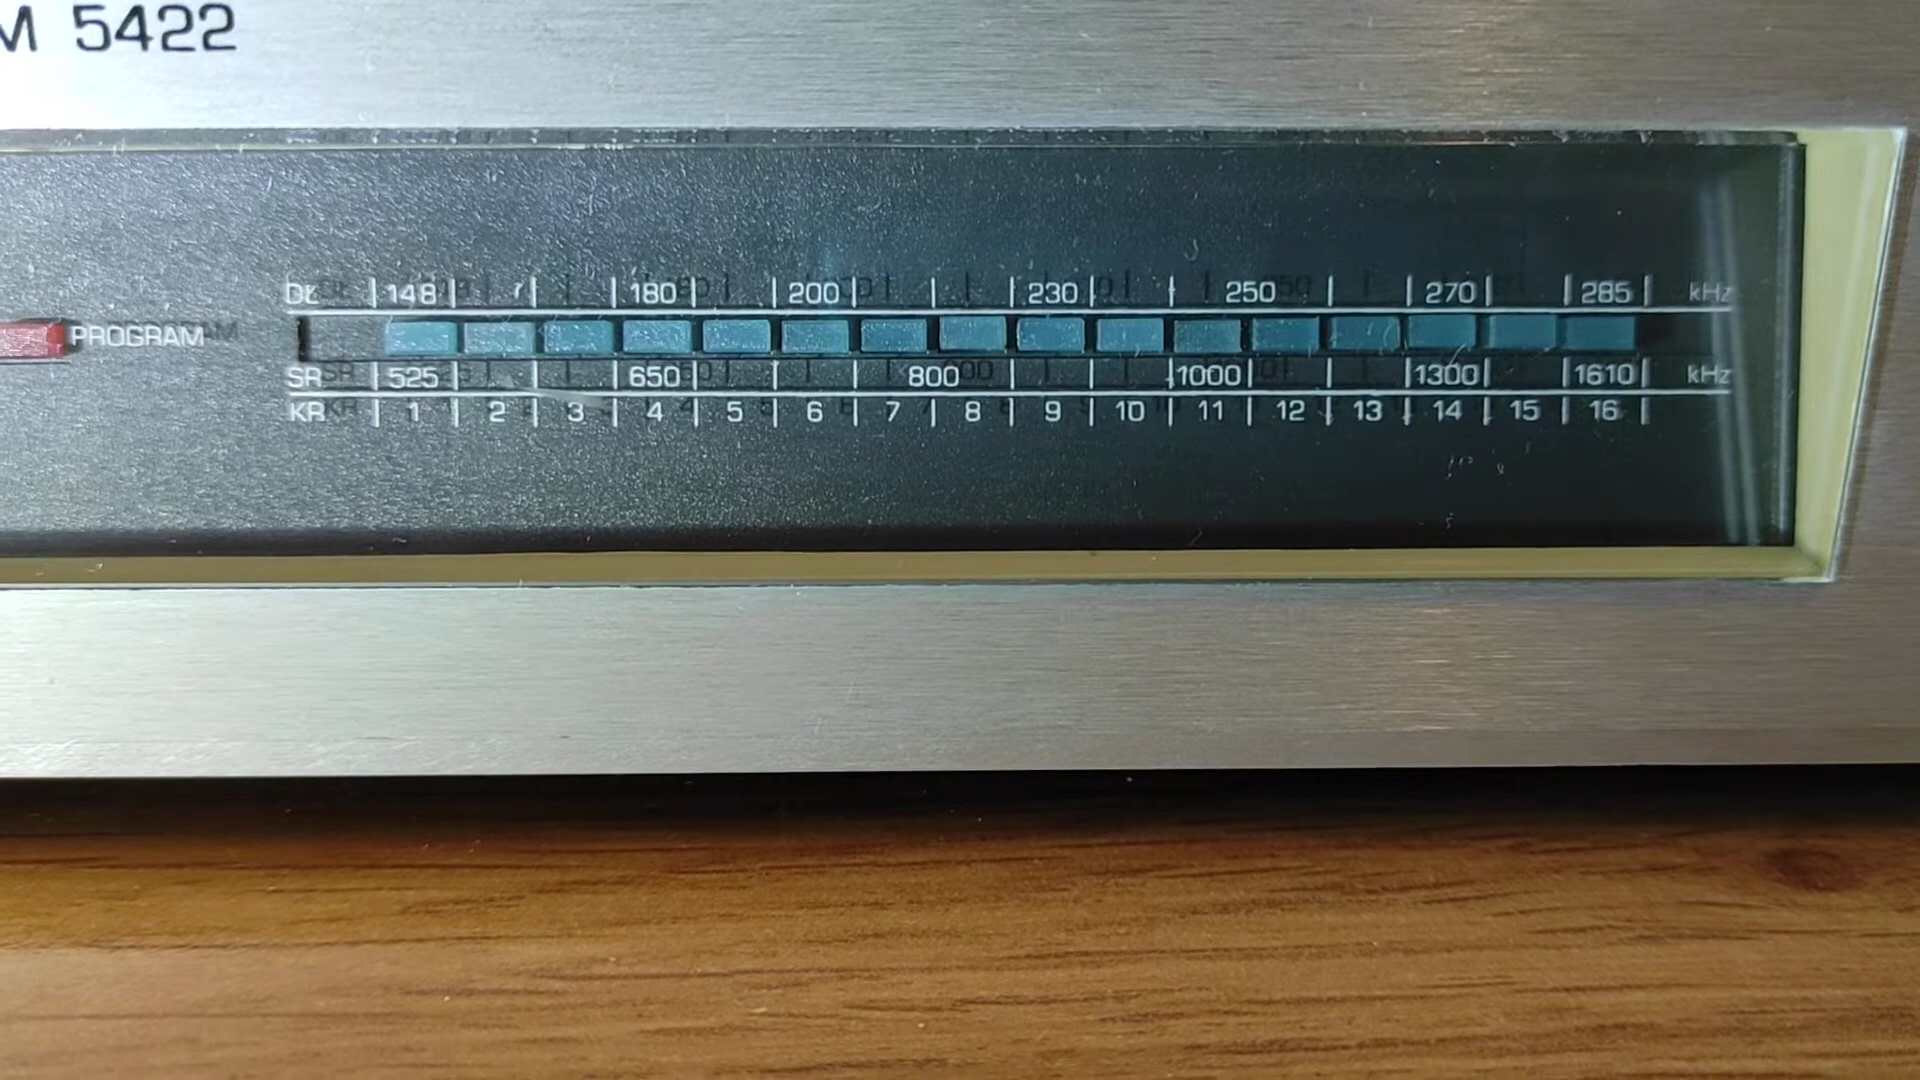 M 5422
DŁ 148 180 200 230 250 270 285 kHz
PROGRAM
SR 525 650 800 1000 1300 1610 kHz
KR 1 2 3 4 5 6 7 8 9 10 11 12 13 14 15 16